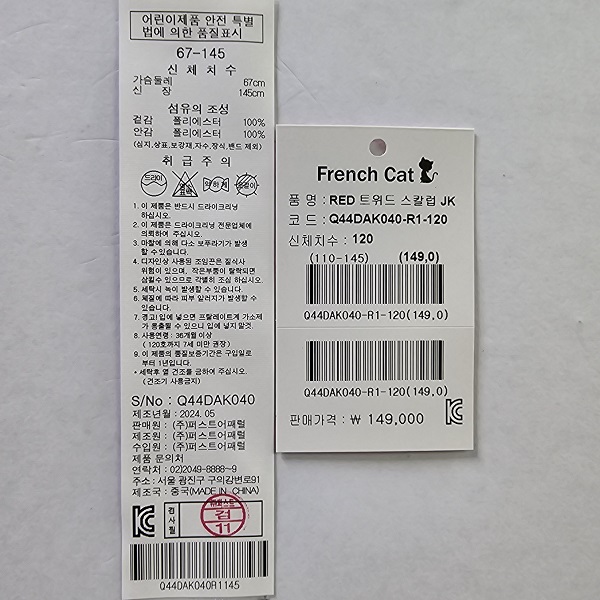 어린이제품 안전 특별
법에 의한 품질표시
67-145
신 체 치 수
가슴둘레 67cm
신 장 145cm
섬유의 조성
겉감 폴리에스터 100%
안감 폴리에스터 100%
(심지,상표,보강재,자수,장식,밴드 제외)
취 급 주 의
드라이
약하게
옷걸이
1. 이 제품은 반드시 드라이크리닝
하십시오.
2. 이 제품은 드라이크리닝 전문업체에
의뢰하여 주십시오.
3. 마찰에 의해 다소 보푸라기가 발생
할 수있습니다.
4. 디자인상 사용된 조임끈은 질식사
위험이 있으며, 작은부품이 탈락되면
삼킬수 있으므로 각별히 조심 하십시오.
5. 세탁시 녹이 발생할 수 있습니다.
6. 체질에 따라 피부 알러지가 발생할 수
있습니다.
7. 경고! 입에 넣으면 프탈레이트계 가소제
가 용출될 수 있으니 입에 넣지 말것.
8. 사용연령 : 36개월 이상
(120호까지 7세 미만 권장)
9. 이 제품의 품질보증기간은 구입일로
부터 1년입니다.
* 세탁후 열 건조를 금하여 주십시오.
(건조기 사용금지)
S/No : Q44DAK040
제조년월 : 2024.05
판매원 : (주)퍼스트어패럴
제조원 : (주)퍼스트어패럴
수입원 : (주)퍼스트어패럴
제품 문의처
연락처 : 02)2049-8888~9
주소 : 서울 광진구 구의강변로91
제조국 : 중국(MADE IN CHINA)
검사필
검
11
Q44DAK040R1145
French Cat
품 명 : RED 트위드 스칼럽 JK
코 드 : Q44DAK040-R1-120
신체치수 : 120
(110-145) (149,0)
Q44DAK040-R1-120(149,0)
Q44DAK040-R1-120(149,0)
판매가격 : ₩ 149,000